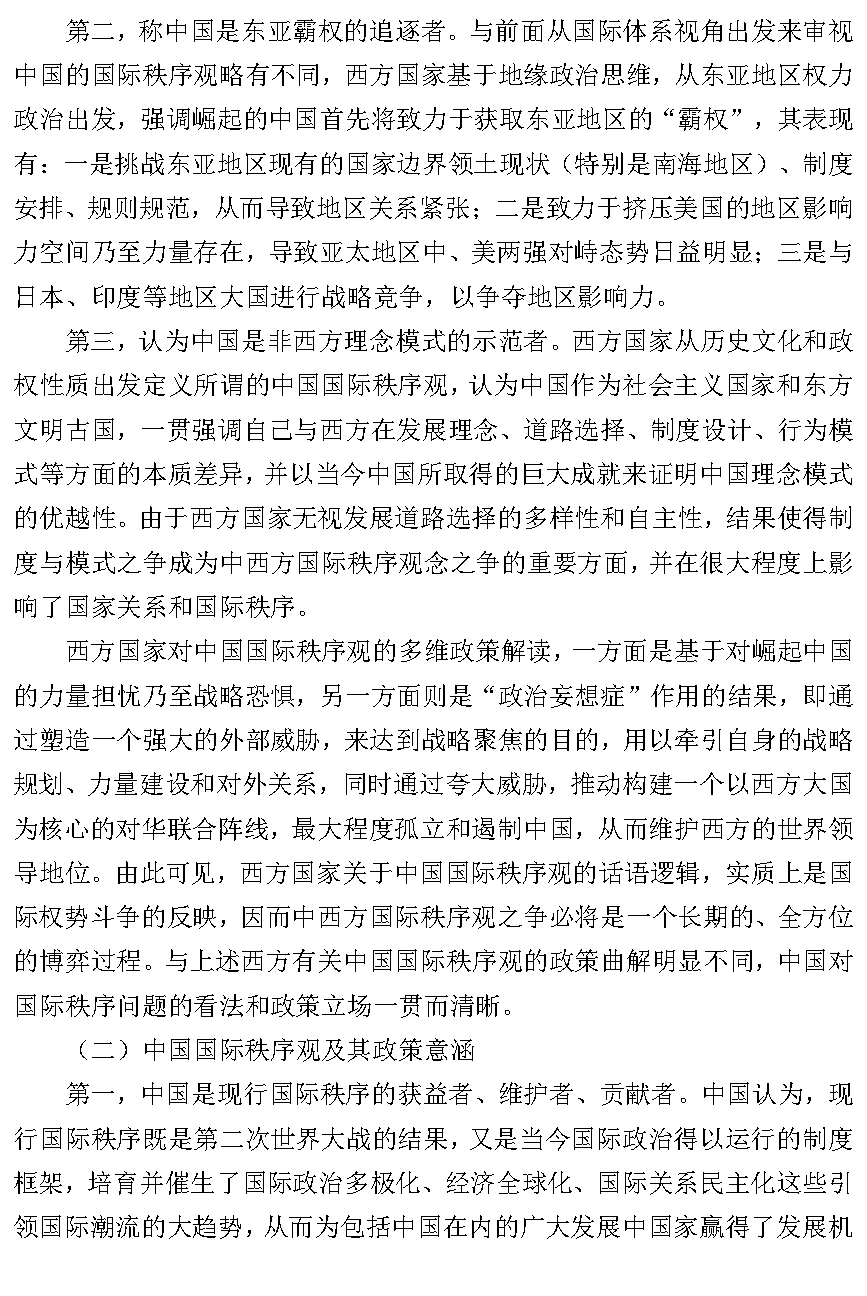 第二，称中国是东亚霸权的追逐者。与前面从国际体系视角出发来审视
中国的国际秩序观略有不同，西方国家基于地缘政治思维，从东亚地区权力
政治出发，强调崛起的中国首先将致力于获取东亚地区的“霸权”，其表现
有：一是挑战东亚地区现有的国家边界领土现状（特别是南海地区）、制度
安排、规则规范，从而导致地区关系紧张；二是致力于挤压美国的地区影响
力空间乃至力量存在，导致亚太地区中、美两强对峙态势日益明显；三是与
日本、印度等地区大国进行战略竞争，以争夺地区影响力。
第三，认为中国是非西方理念模式的示范者。西方国家从历史文化和政
权性质出发定义所谓的中国国际秩序观，认为中国作为社会主义国家和东方
文明古国，一贯强调自己与西方在发展理念、道路选择、制度设计、行为模
式等方面的本质差异，并以当今中国所取得的巨大成就来证明中国理念模式
的优越性。由于西方国家无视发展道路选择的多样性和自主性，结果使得制
度与模式之争成为中西方国际秩序观念之争的重要方面，并在很大程度上影
响了国家关系和国际秩序。
西方国家对中国国际秩序观的多维政策解读，一方面是基于对崛起中国
的力量担忧乃至战略恐惧，另一方面则是“政治妄想症”作用的结果，即通
过塑造一个强大的外部威胁，来达到战略聚焦的目的，用以牵引自身的战略
规划、力量建设和对外关系，同时通过夸大威胁，推动构建一个以西方大国
为核心的对华联合阵线，最大程度孤立和遏制中国，从而维护西方的世界领
导地位。由此可见，西方国家关于中国国际秩序观的话语逻辑，实质上是国
际权势斗争的反映，因而中西方国际秩序观之争必将是一个长期的、全方位
的博弈过程。与上述西方有关中国国际秩序观的政策曲解明显不同，中国对
国际秩序问题的看法和政策立场一贯而清晰。
（二）中国国际秩序观及其政策意涵
第一，中国是现行国际秩序的获益者、维护者、贡献者。中国认为，现
行国际秩序既是第二次世界大战的结果，又是当今国际政治得以运行的制度
框架，培育并催生了国际政治多极化、经济全球化、国际关系民主化这些引
领国际潮流的大趋势，从而为包括中国在内的广大发展中国家赢得了发展机